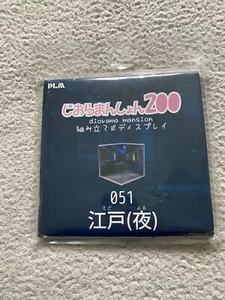 PLM
じおらまんしょん200
diorama mansion
組み立て式ディスプレイ
051
えど よる
江戸(夜)